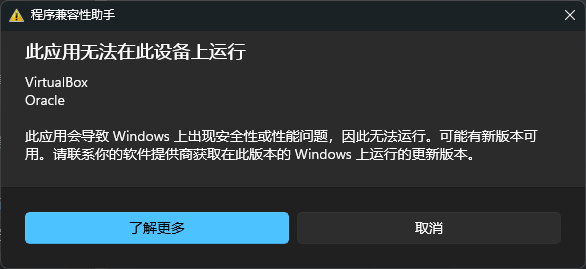 程序兼容性助手
此应用无法在此设备上运行
VirtualBox
Oracle
此应用会导致 Windows 上出现安全性或性能问题，因此无法运行。可能有新版本可
用。请联系你的软件提供商获取在此版本的 Windows 上运行的更新版本。
了解更多
取消